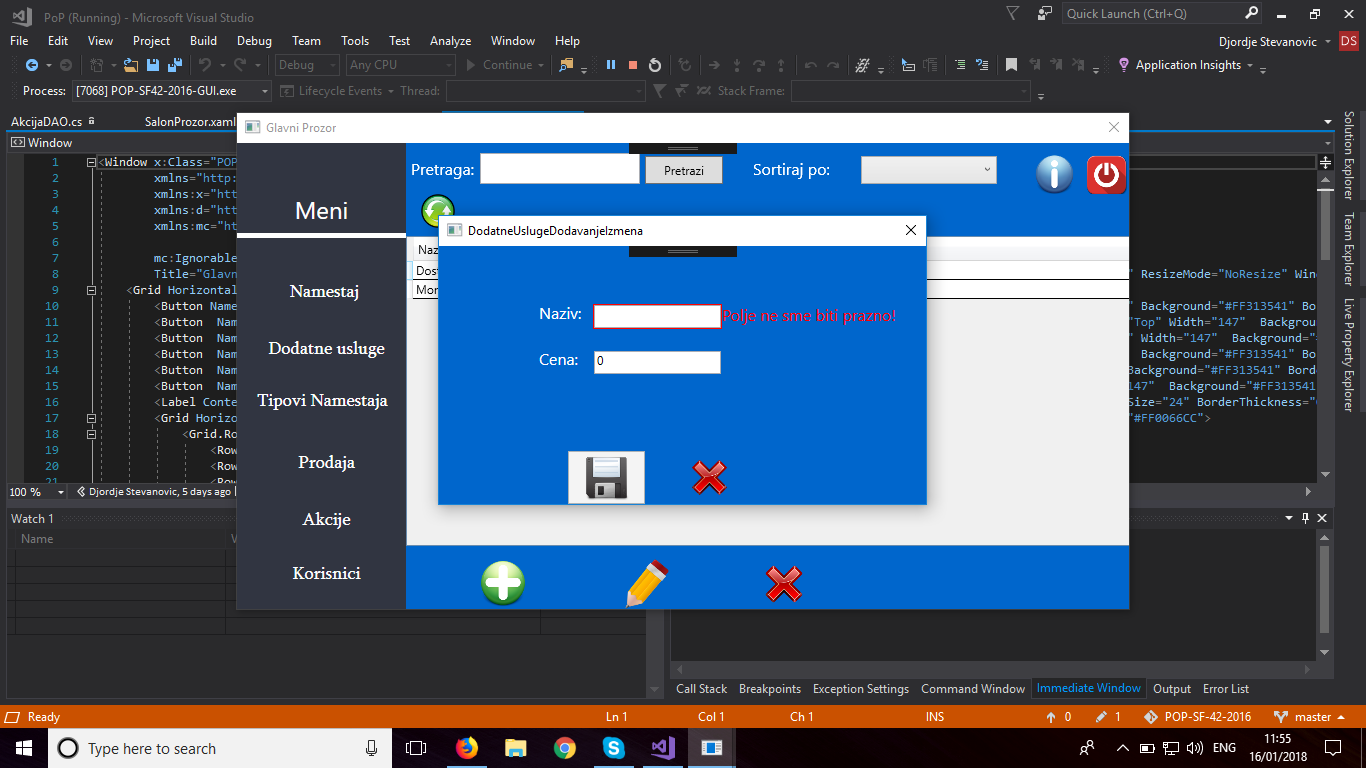 PoP (Running) - Microsoft Visual Studio
Quick Launch (Ctrl+Q)
File Edit View Project Build Debug Team Tools Test Analyze Window Help
Djordje Stevanovic DS
Debug Any CPU Continue Application Insights
Process: [7068] POP-SF42-2016-GUI.exe Lifecycle Events Thread: Stack Frame:
AkcijaDAO.cs SalonProzor.xaml
Window
1 <Window x:Class="POP
2 xmlns="http:
3 xmlns:x="htt
4 xmlns:d="htt
5 xmlns:mc="ht
6
7 mc:Ignorable
8 Title="Glavn
" ResizeMode="NoResize" Win
9 <Grid Horizontal
10 <Button Name
" Background="#FF313541" Bor
11 <Button Nam
"Top" Width="147" Backgroun
12 <Button Nam
" Width="147" Background="
13 <Button Nam
Background="#FF313541" Bor
14 <Button Nam
Background="#FF313541" Bord
15 <Button Nam
147" Background="#FF313541
16 <Label Conte
Size="24" BorderThickness="
17 <Grid Horizo
"#FF0066CC">
18 <Grid.Ro
19 <Row
20 <Row
21 <Row
100 % Djordje Stevanovic, 5 days ago
Glavni Prozor
Meni
Namestaj
Dodatne usluge
Tipovi Namestaja
Prodaja
Akcije
Korisnici
Pretraga: Pretrazi Sortiraj po:
Naz
Dost
Mon
DodatneUslugeDodavanjeIzmena
Naziv: Polje ne sme biti prazno!
Cena: 0
Solution Explorer
Team Explorer
Live Property Explorer
Watch 1
Name V
Call Stack Breakpoints Exception Settings Command Window Immediate Window Output Error List
Ready Ln 1 Col 1 Ch 1 INS 0 1 POP-SF-42-2016 master
Type here to search
ENG
11:55
16/01/2018